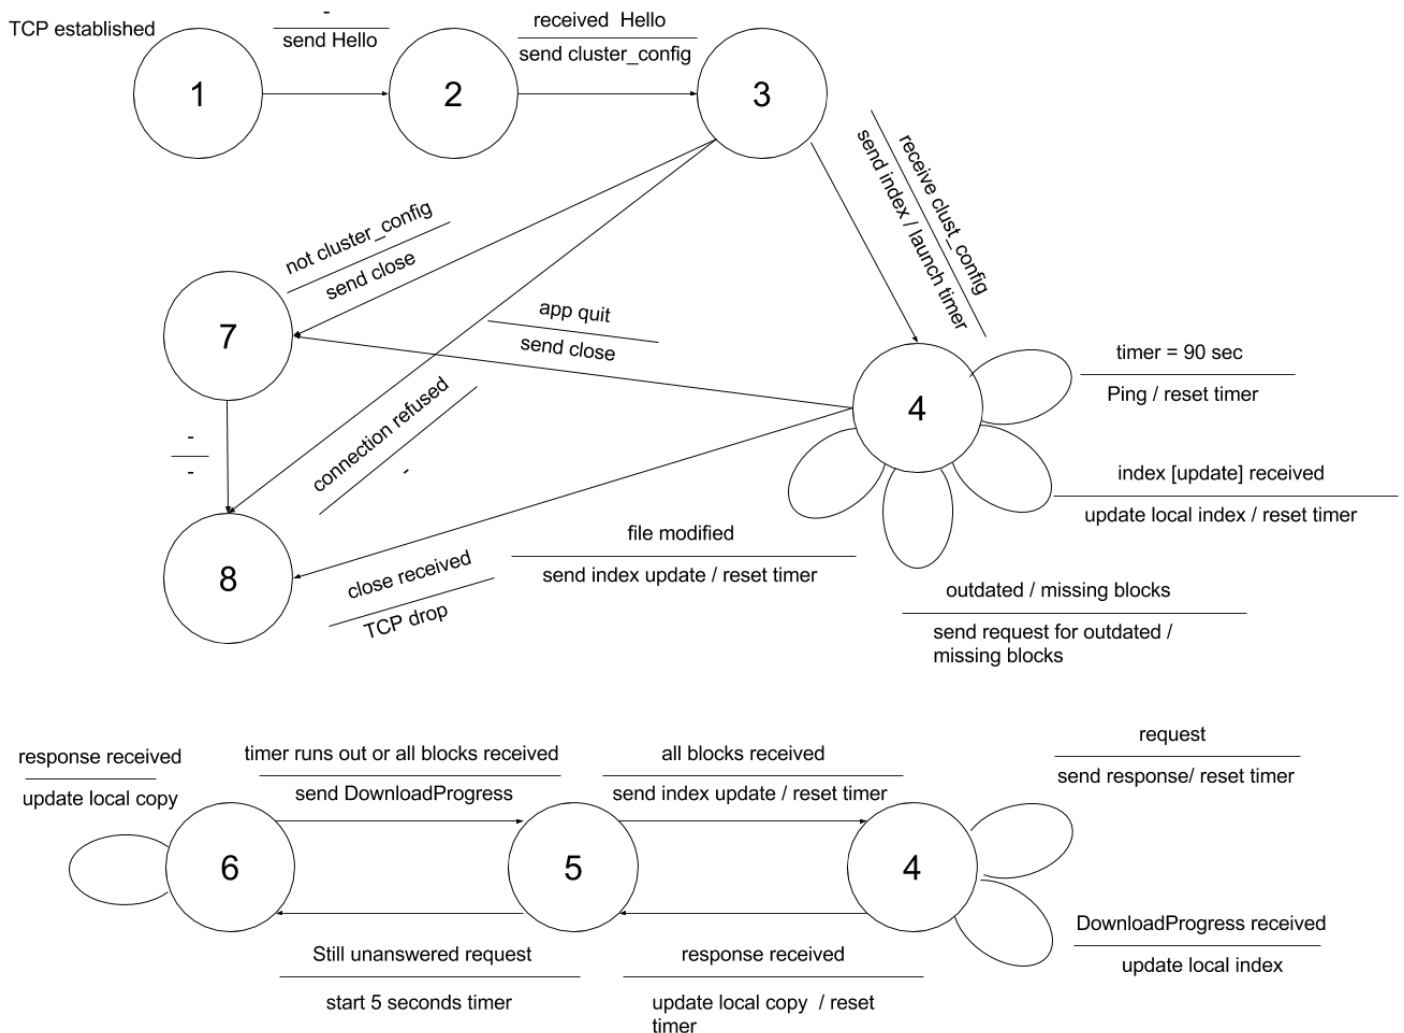 TCP established
-
send Hello
received Hello
send cluster_config
1
2
3
receive clust_config
send index / launch timer
not cluster_config
send close
7
app quit
send close
4
timer = 90 sec
Ping / reset timer
connection refused
-
-
-
index [update] received
update local index / reset timer
8
close received
TCP drop
file modified
send index update / reset timer
outdated / missing blocks
send request for outdated /
missing blocks
response received
update local copy
timer runs out or all blocks received
send DownloadProgress
all blocks received
send index update / reset timer
request
send response/ reset timer
6
5
4
Still unanswered request
start 5 seconds timer
response received
update local copy / reset
timer
DownloadProgress received
update local index